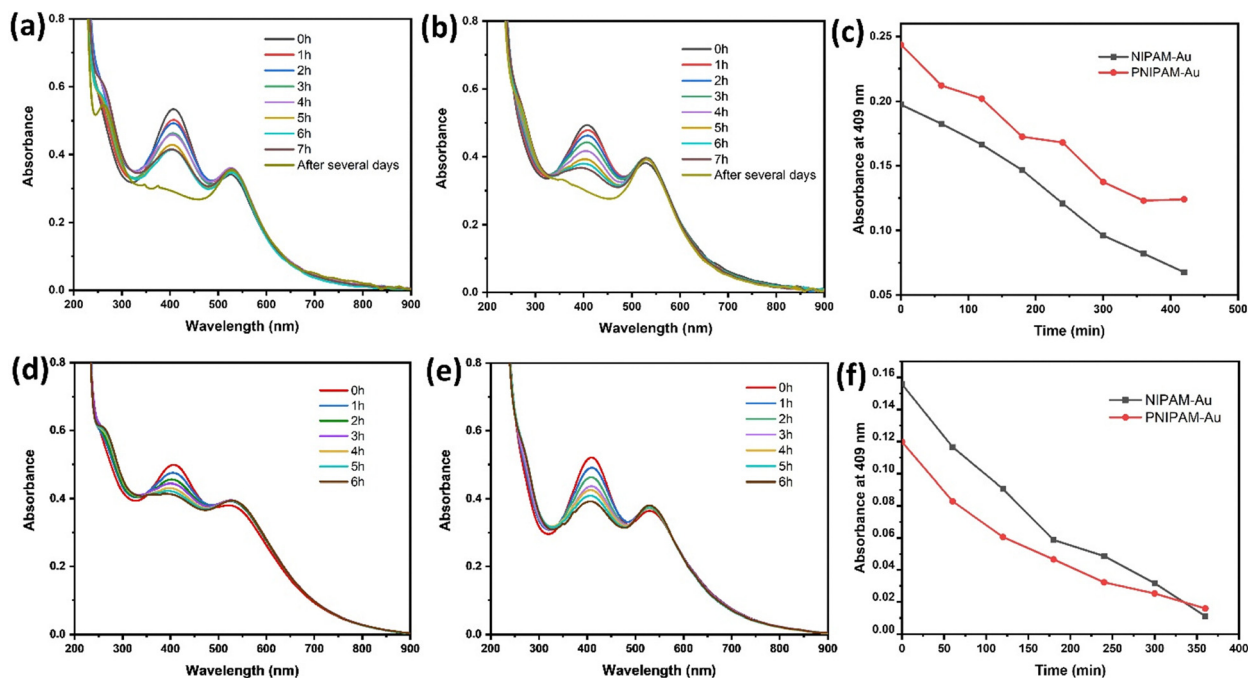 (a)
0.8
0.6
0.4
0.2
0.0
Absorbance
200 300 400 500 600 700 800 900
Wavelength (nm)
0h
1h
2h
3h
4h
5h
6h
7h
After several days
(b)
0.8
0.6
0.4
0.2
0.0
Absorbance
200 300 400 500 600 700 800 900
Wavelength (nm)
0h
1h
2h
3h
4h
5h
6h
7h
After several days
(c)
0.25
0.20
0.15
0.10
0.05
Absorbance at 409 nm
0 100 200 300 400 500
Time (min)
NIPAM-Au
PNIPAM-Au
(d)
0.8
0.6
0.4
0.2
0.0
Absorbance
200 300 400 500 600 700 800 900
Wavelength (nm)
0h
1h
2h
3h
4h
5h
6h
(e)
0.8
0.6
0.4
0.2
0.0
Absorbance
200 300 400 500 600 700 800 900
Wavelength (nm)
0h
1h
2h
3h
4h
5h
6h
(f)
0.16
0.14
0.12
0.10
0.08
0.06
0.04
0.02
0.00
Absorbance at 409 nm
0 50 100 150 200 250 300 350 400
Time (min)
NIPAM-Au
PNIPAM-Au